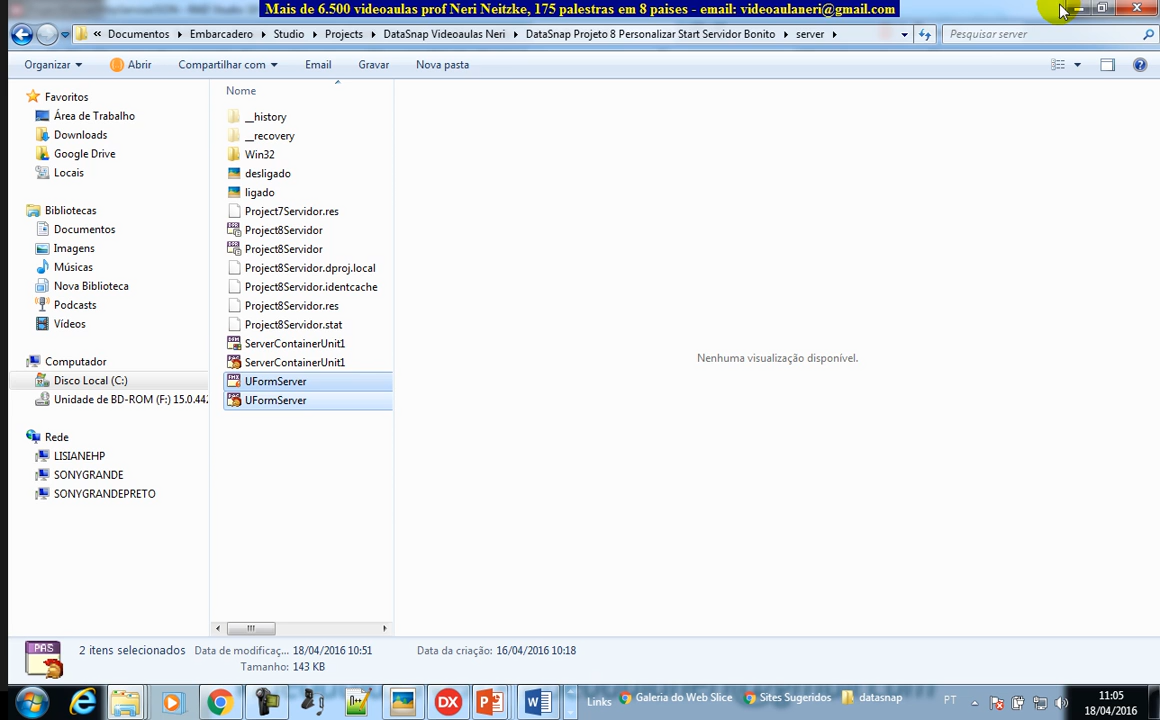 Mais de 6.500 videoaulas prof Neri Neitzke, 175 palestras em 8 paises - email: videoaulaneri@gmail.com
« Documentos Embarcadero Studio Projects DataSnap Videoaulas Neri DataSnap Projeto 8 Personalizar Start Servidor Bonito server
Pesquisar server
Organizar Abrir Compartilhar com Email Gravar Nova pasta
Nome
Favoritos
Área de Trabalho
Downloads
Google Drive
Locais
Bibliotecas
Documentos
Imagens
Músicas
Nova Biblioteca
Podcasts
Vídeos
Computador
Disco Local (C:)
Unidade de BD-ROM (F:) 15.0.442
Rede
LISIANEHP
SONYGRANDE
SONYGRANDEPRETO
__history
__recovery
Win32
desligado
ligado
Project7Servidor.res
Project8Servidor
Project8Servidor
Project8Servidor.dproj.local
Project8Servidor.identcache
Project8Servidor.res
Project8Servidor.stat
ServerContainerUnit1
ServerContainerUnit1
UFormServer
UFormServer
Nenhuma visualização disponível.
PAS
2 itens selecionados Data de modificaç... 18/04/2016 10:51 Data da criação: 16/04/2016 10:18
Tamanho: 143 KB
DX
Links Galeria do Web Slice Sites Sugeridos datasnap
PT
11:05
18/04/2016